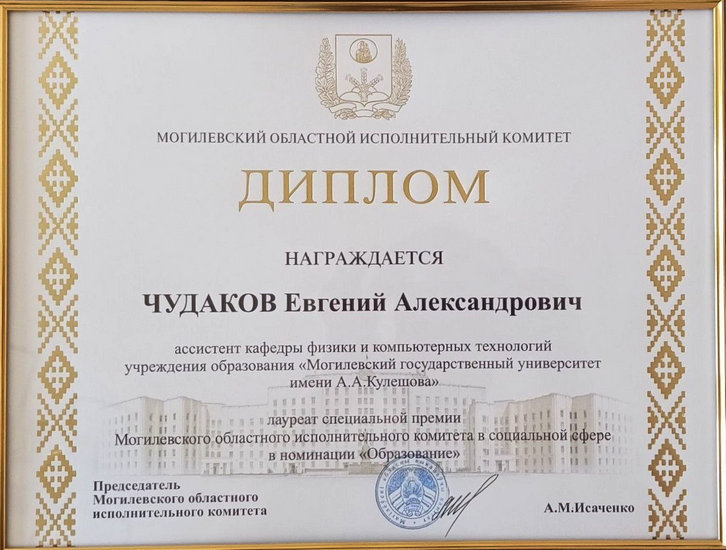 МОГИЛЕВСКИЙ ОБЛАСТНОЙ ИСПОЛНИТЕЛЬНЫЙ КОМИТЕТ
ДИПЛОМ
НАГРАЖДАЕТСЯ
ЧУДАКОВ Евгений Александрович
ассистент кафедры физики и компьютерных технологий
учреждения образования «Могилевский государственный университет
имени А.А.Кулешова»
лауреат специальной премии
Могилевского областного исполнительного комитета в социальной сфере
в номинации «Образование»
Председатель
Могилевского областного
исполнительного комитета
А.М.Исаченко